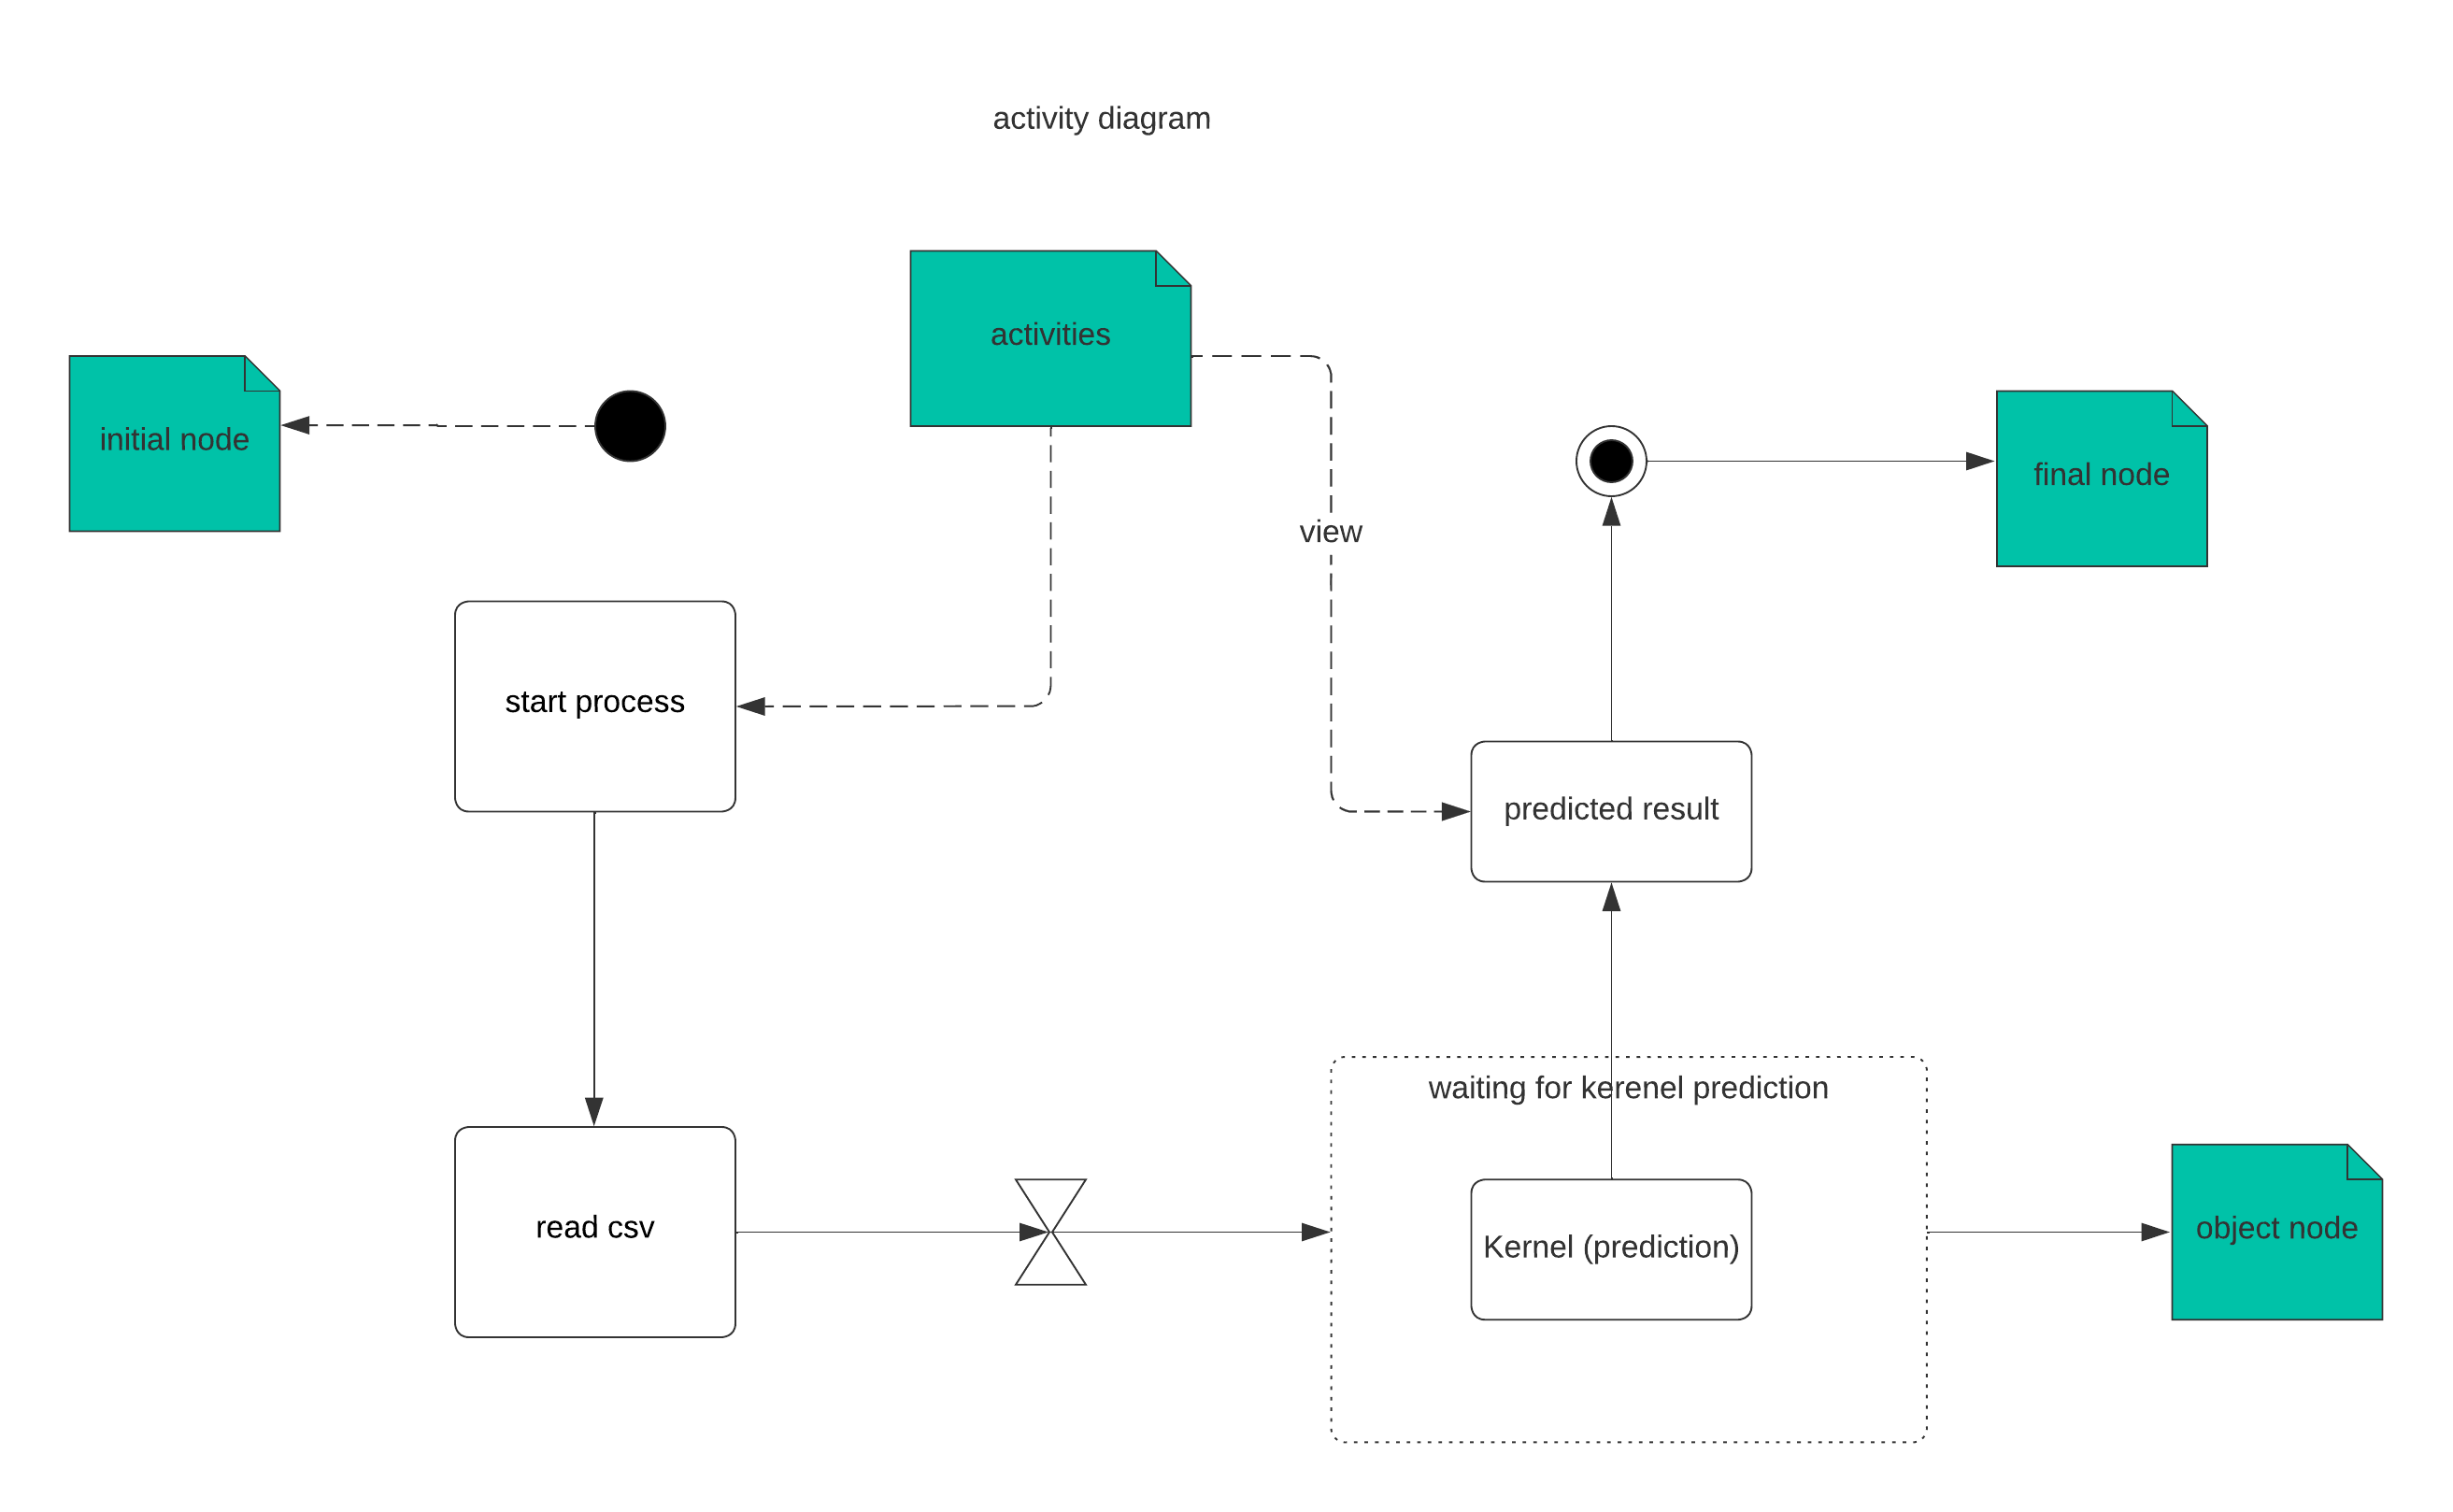 activity diagram
activities
initial node
final node
view
start process
predicted result
waiting for kerenel prediction
read csv
Kernel (prediction)
object node